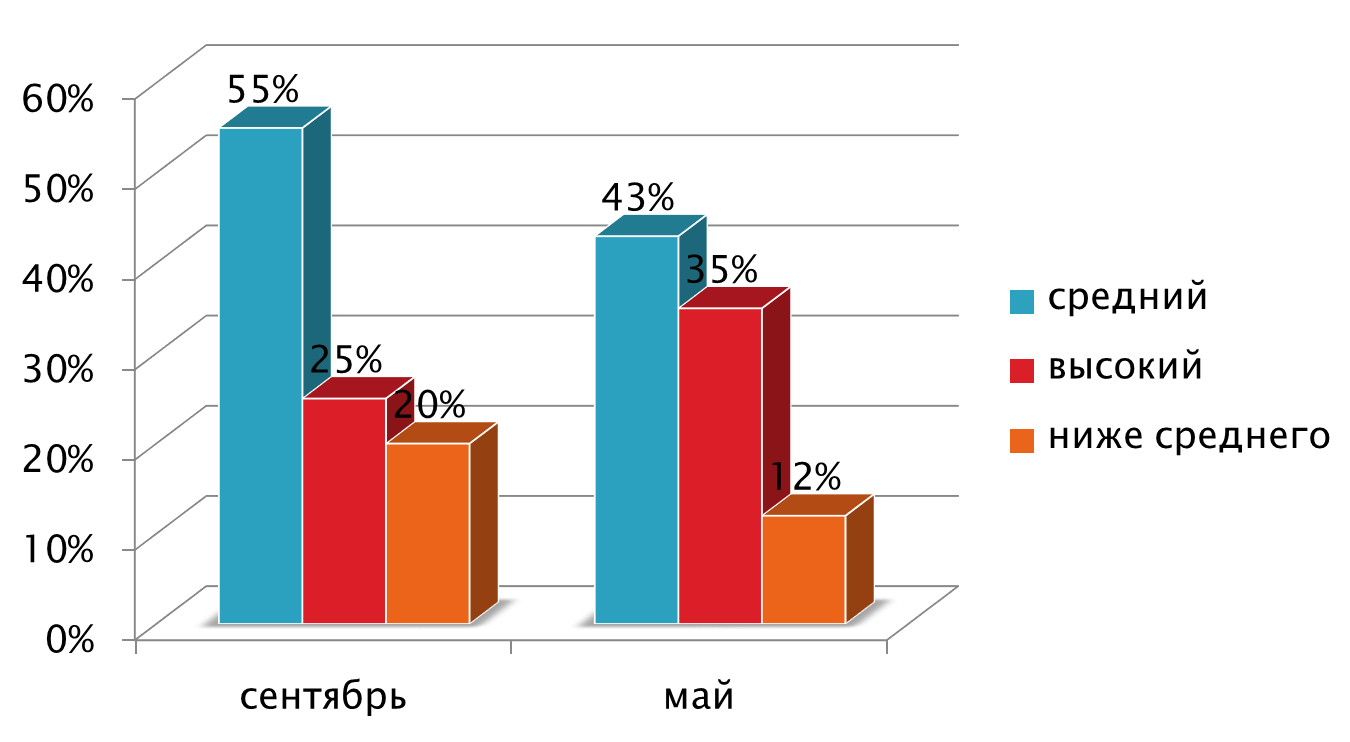 60%
50%
40%
30%
20%
10%
0%
55%
25%
20%
43%
35%
12%
сентябрь
май
средний
высокий
ниже среднего